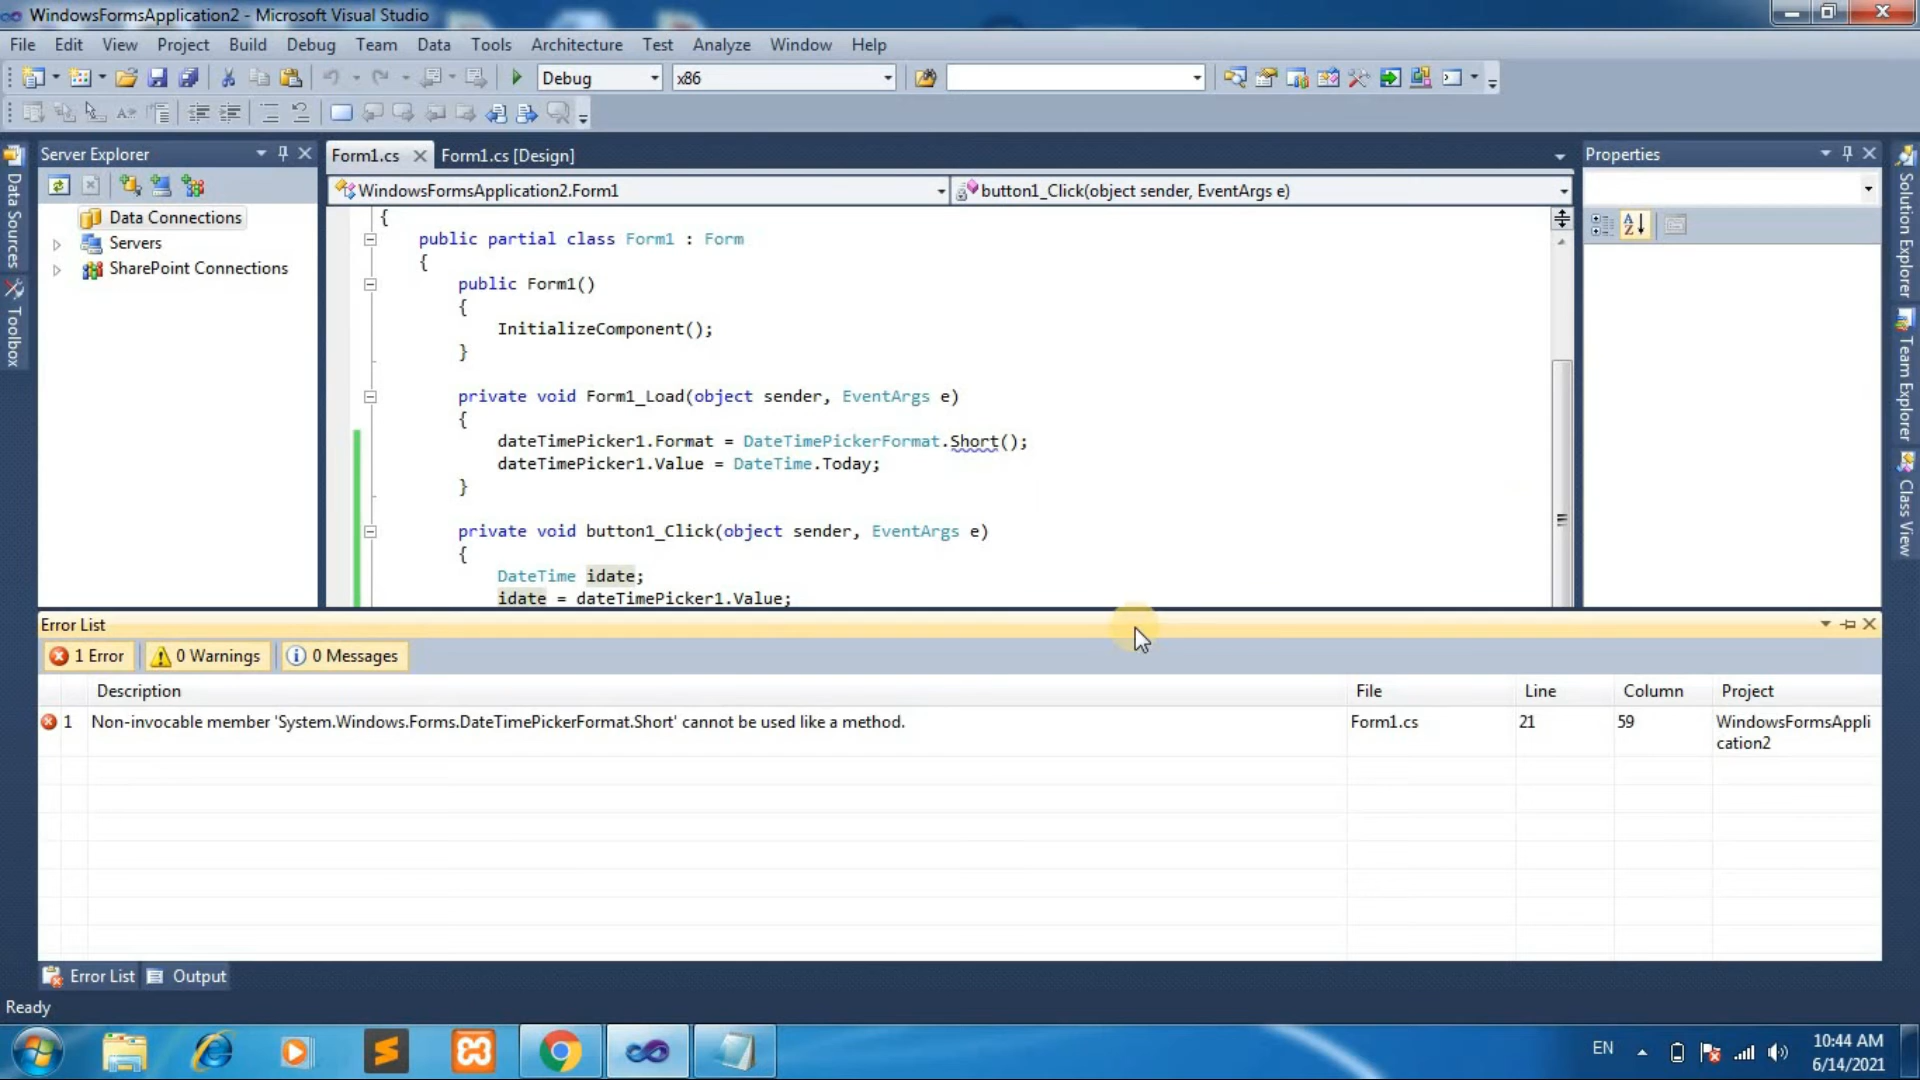 WindowsFormsApplication2 - Microsoft Visual Studio
File Edit View Project Build Debug Team Data Tools Architecture Test Analyze Window Help
Debug x86
Server Explorer
Form1.cs Form1.cs [Design]
Properties
WindowsFormsApplication2.Form1 button1_Click(object sender, EventArgs e)
Data Connections
Servers
SharePoint Connections
Data Sources
Toolbox
{
public partial class Form1 : Form
{
public Form1()
{
InitializeComponent();
}
private void Form1_Load(object sender, EventArgs e)
{
dateTimePicker1.Format = DateTimePickerFormat.Short();
dateTimePicker1.Value = DateTime.Today;
}
private void button1_Click(object sender, EventArgs e)
{
DateTime idate;
idate = dateTimePicker1.Value;
Solution Explorer
Team Explorer
Class View
Error List
1 Error 0 Warnings 0 Messages
Description File Line Column Project
1 Non-invocable member 'System.Windows.Forms.DateTimePickerFormat.Short' cannot be used like a method. Form1.cs 21 59 WindowsFormsAppli
cation2
Error List Output
Ready
EN 10:44 AM
6/14/2021